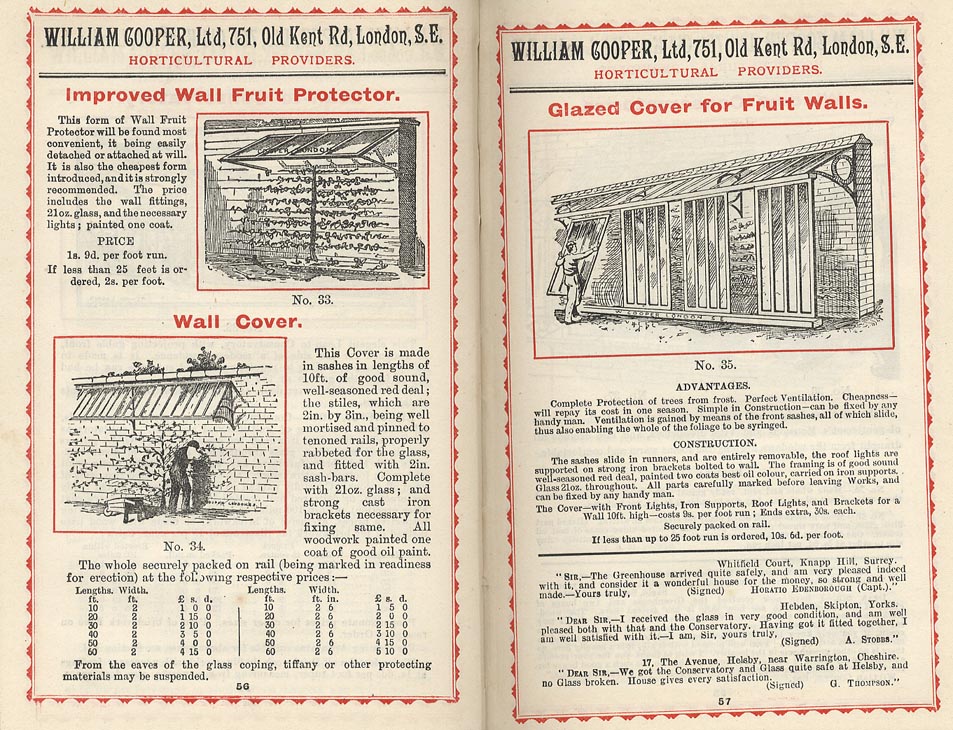 WILLIAM COOPER, Ltd, 751, Old Kent Rd, London, S.E.
HORTICULTURAL PROVIDERS.
Improved Wall Fruit Protector.
This form of Wall Fruit
Protector will be found most
convenient, it being easily
detached or attached at will.
It is also the cheapest form
introduced, and it is strongly
recommended. The price
includes the wall fittings,
21oz. glass, and the necessary
lights; painted one coat.
PRICE
1s. 9d. per foot run.
If less than 25 feet is or-
dered, 2s. per foot.
COOPER LONDON
No. 33.
Wall Cover.
This Cover is made
in sashes in lengths of
10ft. of good sound,
well-seasoned red deal;
the stiles, which are
2in. by 3in., being well
mortised and pinned to
tenoned rails, properly
rabbeted for the glass,
and fitted with 2in.
sash-bars. Complete
with 21oz. glass; and
strong cast iron
brackets necessary for
fixing same. All
woodwork painted one
coat of good oil paint.
No. 34.
The whole securely packed on rail (being marked in readiness
for erection) at the following respective prices:—
Lengths. Width. Lengths. Width.
ft. ft. £ s. d. ft. ft. in. £ s. d.
10 2 1 0 0 10 2 6 1 5 0
20 2 1 15 0 20 2 6 2 0 0
30 2 2 10 0 30 2 6 2 15 0
40 2 3 5 0 40 2 6 3 10 0
50 2 4 0 0 50 2 6 4 15 0
60 2 4 15 0 60 2 6 5 10 0
From the eaves of the glass coping, tiffany or other protecting
materials may be suspended.
56
WILLIAM COOPER, Ltd, 751, Old Kent Rd, London, S.E.
HORTICULTURAL PROVIDERS.
Glazed Cover for Fruit Walls.
W COOPER LONDON S E
No. 35.
ADVANTAGES.
Complete Protection of trees from frost. Perfect Ventilation. Cheapness—
will repay its cost in one season. Simple in Construction—can be fixed by any
handy man. Ventilation is gained by means of the front sashes, all of which slide,
thus also enabling the whole of the foliage to be syringed.
CONSTRUCTION.
The sashes slide in runners, and are entirely removable, the roof lights are
supported on strong iron brackets bolted to wall. The framing is of good sound
well-seasoned red deal, painted two coats best oil colour, carried on iron supports.
Glass 21oz. throughout. All parts carefully marked before leaving Works, and
can be fixed by any handy man.
The Cover—with Front Lights, Iron Supports, Roof Lights, and Brackets for a
Wall 10ft. high—costs 9s. per foot run; Ends extra, 30s. each.
Securely packed on rail.
If less than up to 25 foot run is ordered, 10s. 6d. per foot.
Whitfield Court, Knapp Hill, Surrey.
"SIR,—The Greenhouse arrived quite safely, and am very pleased indeed
with it, and consider it a wonderful house for the money, so strong and well
made.—Yours truly, (Signed) HORATIO EDENBOROUGH (Capt.)."
Hebden, Skipton, Yorks.
"DEAR SIR,—I received the glass in very good condition, and am well
pleased both with that and the Conservatory. Having got it fitted together, I
am well satisfied with it.—I am, Sir, yours truly,
(Signed) A. STOBBS."
17, The Avenue, Helsby, near Warrington, Cheshire.
"DEAR SIR,—We got the Conservatory and Glass quite safe at Helsby, and
no Glass broken. House gives every satisfaction.
(Signed) G. THOMPSON."
57